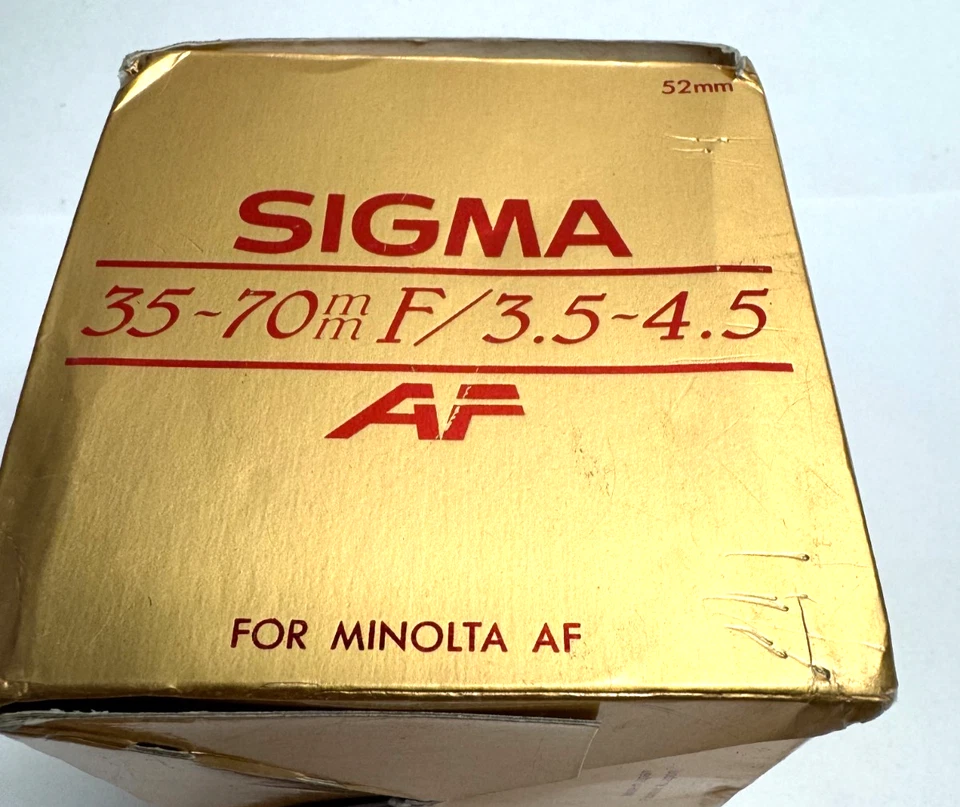 52mm
SIGMA
35~70mm F/3.5~4.5
AF
FOR MINOLTA AF